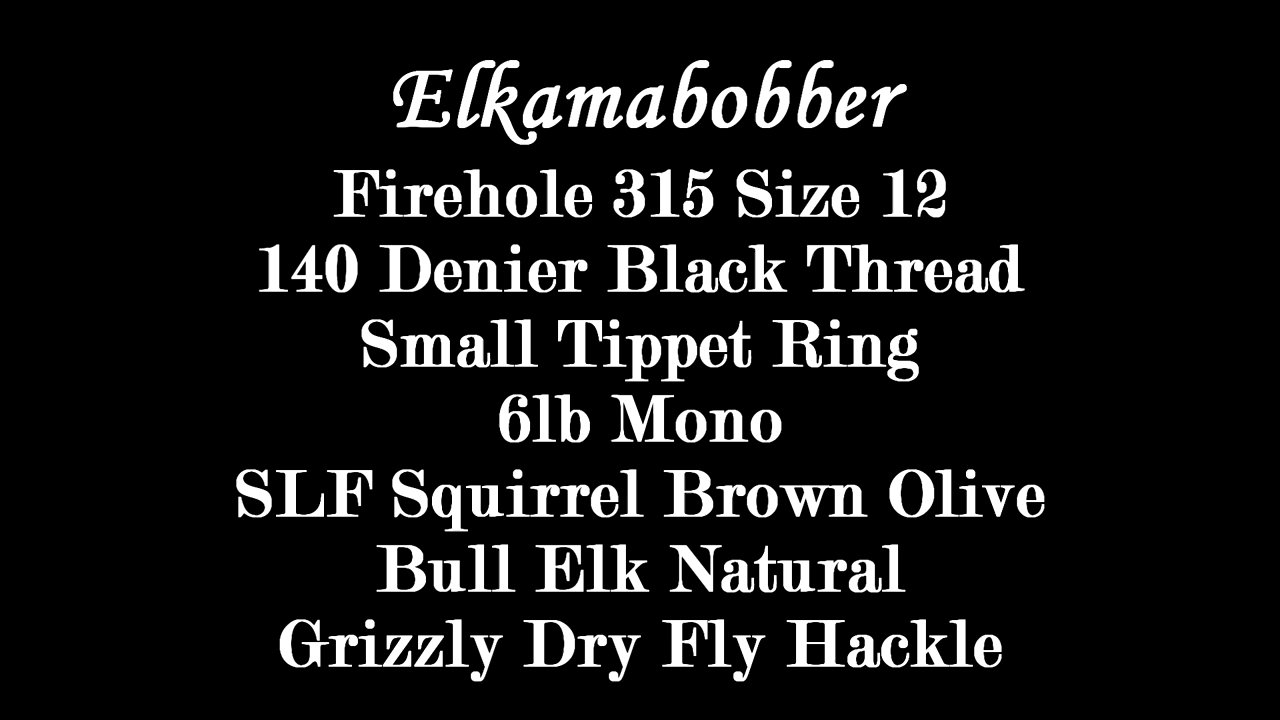 Elkamabobber
Firehole 315 Size 12
140 Denier Black Thread
Small Tippet Ring
6lb Mono
SLF Squirrel Brown Olive
Bull Elk Natural
Grizzly Dry Fly Hackle